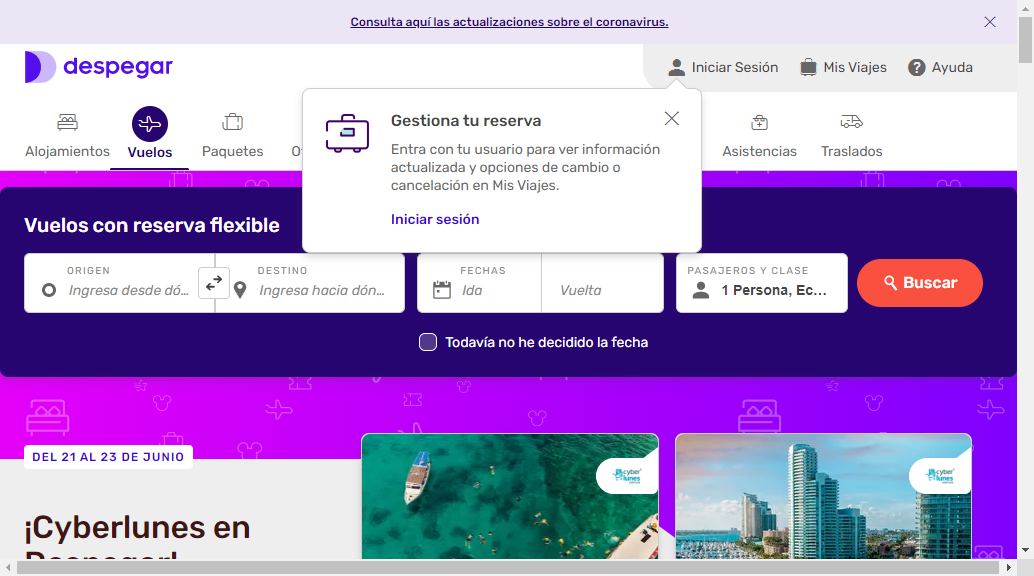 Consulta aquí las actualizaciones sobre el coronavirus.
despegar
Iniciar Sesión
Mis Viajes
Ayuda
Alojamientos
Vuelos
Paquetes
Asistencias
Traslados
Gestiona tu reserva
Entra con tu usuario para ver información
actualizada y opciones de cambio o
cancelación en Mis Viajes.
Iniciar sesión
Vuelos con reserva flexible
ORIGEN
Ingresa desde dó...
DESTINO
Ingresa hacia dón...
FECHAS
Ida
Vuelta
PASAJEROS Y CLASE
1 Persona, Ec...
Buscar
Todavía no he decidido la fecha
DEL 21 AL 23 DE JUNIO
¡Cyberlunes en
Despegar!
cyber
lunes
cyber
lunes